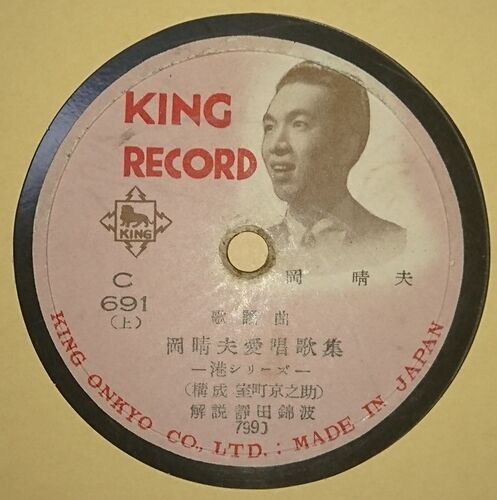 KING
RECORD
KING
岡 晴 夫
C
691
(上)
歌謡曲
岡晴夫愛唱歌集
—港シリーズ—
(構成 室町京之助)
解説 靜田錦波
7990
KING ONKYO CO., LTD.: MADE IN JAPAN